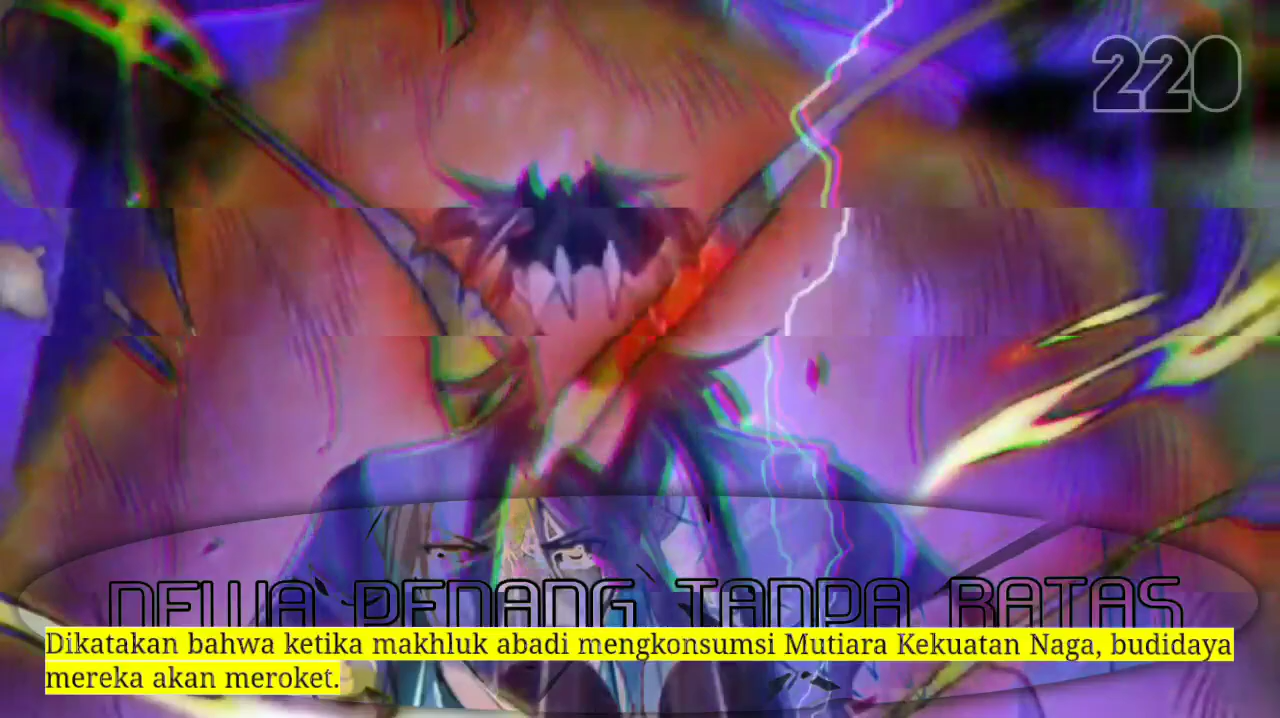 220
DEWA PEDANG TANPA BATAS
Dikatakan bahwa ketika makhluk abadi mengkonsumsi Mutiara Kekuatan Naga, budidaya
mereka akan meroket.